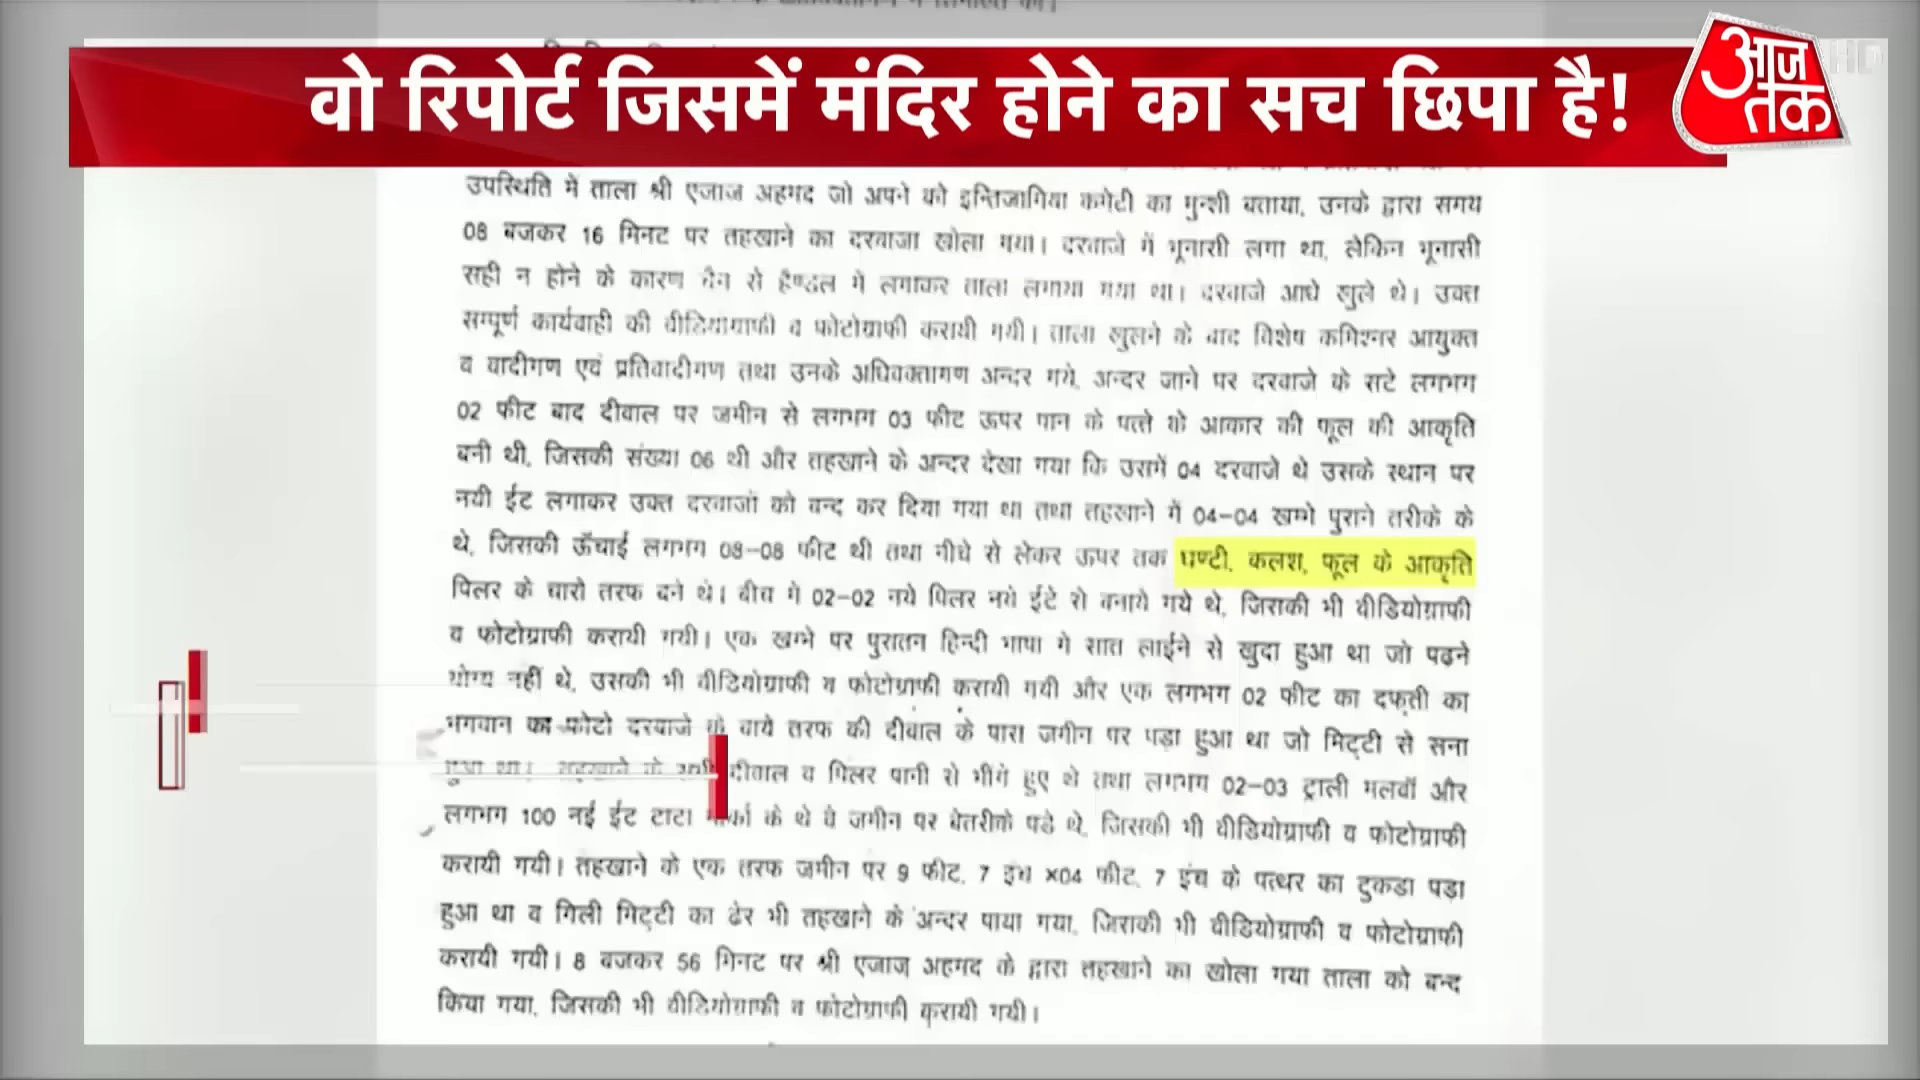 वो रिपोर्ट जिसमें मंदिर होने का सच छिपा है!
आज
तक
HD
उपस्थिति में ताला श्री एजाज अहमद जो अपने को इन्तिजामिया कमेटी का मुन्शी बताया, उनके द्वारा समय
08 बजकर 16 मिनट पर तहखाने का दरवाजा खोला गया। दरवाजे में भूनासी लगा था, लेकिन भूनासी
सही न होने के कारण चैन से हैण्डल में लगाकर ताला लगाया गया था। दरवाजे आधे खुले थे। उक्त
सम्पूर्ण कार्यवाही की वीडियोग्राफी व फोटोग्राफी करायी गयी। ताला खुलने के बाद विशेष कमिश्नर आयुक्त
व वादीगण एवं प्रतिवादीगण तथा उनके अधिवक्तागण अन्दर गये, अन्दर जाने पर दरवाजे के सटे लगभग
02 फीट बाद दीवाल पर जमीन से लगभग 03 फीट ऊपर पान के पत्ते के आकार की फूल की आकृति
बनी थी, जिसकी संख्या 06 थी और तहखाने के अन्दर देखा गया कि उसमें 04 दरवाजे थे उसके स्थान पर
नयी ईट लगाकर उक्त दरवाजों को बन्द कर दिया गया था तथा तहखाने में 04-04 खम्भे पुराने तरीके के
थे, जिसकी ऊँचाई लगभग 08-08 फीट थी तथा नीचे से लेकर ऊपर तक घण्टी, कलश, फूल के आकृति
पिलर के चारो तरफ बने थे। बीच में 02-02 नये पिलर नये ईटे से बनाये गये थे, जिसकी भी वीडियोग्राफी
व फोटोग्राफी करायी गयी। एक खम्भे पर पुरातन हिन्दी भाषा में सात लाईने से खुदा हुआ था जो पढने
योग्य नहीं थे, उसकी भी वीडियोग्राफी व फोटोग्राफी करायी गयी और एक लगभग 02 फीट का दफ्ती का
भगवान का फोटो दरवाजे के बाये तरफ की दीवाल के पास जमीन पर पड़ा हुआ था जो मिट्टी से सना
हुआ था। तहखाने के दीवाल व पिलर पानी से भीगे हुए थे तथा लगभग 02-03 ट्राली मलवॉ और
लगभग 100 नई ईट टाटा के थे वे जमीन पर बेतरीके पडे थे, जिसकी भी वीडियोग्राफी व फोटोग्राफी
करायी गयी। तहखाने के एक तरफ जमीन पर 9 फीट, 7 इंच x04 फीट, 7 इंच के पत्थर का टुकडा पड़ा
हुआ था व गिली मिट्टी का ढेर भी तहखाने के अन्दर पाया गया, जिसकी भी वीडियोग्राफी व फोटोग्राफी
करायी गयी। 8 बजकर 56 मिनट पर श्री एजाज अहमद के द्वारा तहखाने का खोला गया ताला को बन्द
किया गया, जिसकी भी वीडियोग्राफी व फोटोग्राफी करायी गयी।